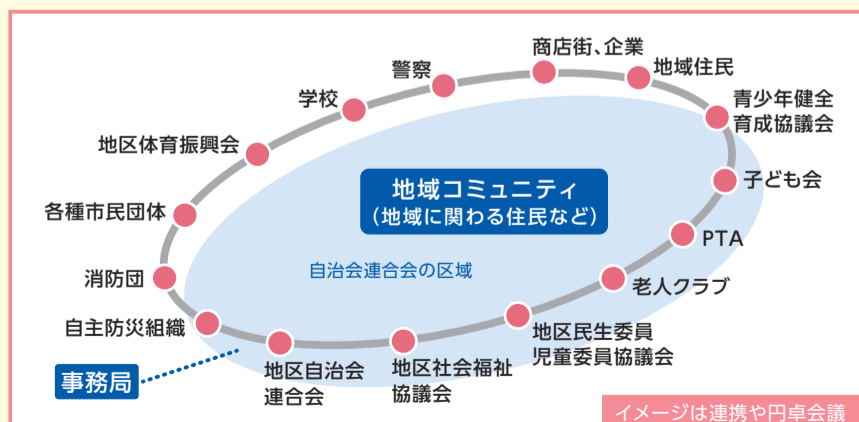 商店街、企業
地域住民
警察
青少年健全
育成協議会
学校
地区体育振興会
子ども会
地域コミュニティ
（地域に関わる住民など）
各種市民団体
PTA
自治会連合会の区域
消防団
老人クラブ
自主防災組織
地区民生委員
児童委員協議会
地区社会福祉
協議会
地区自治会
連合会
事務局
イメージは連携や円卓会議